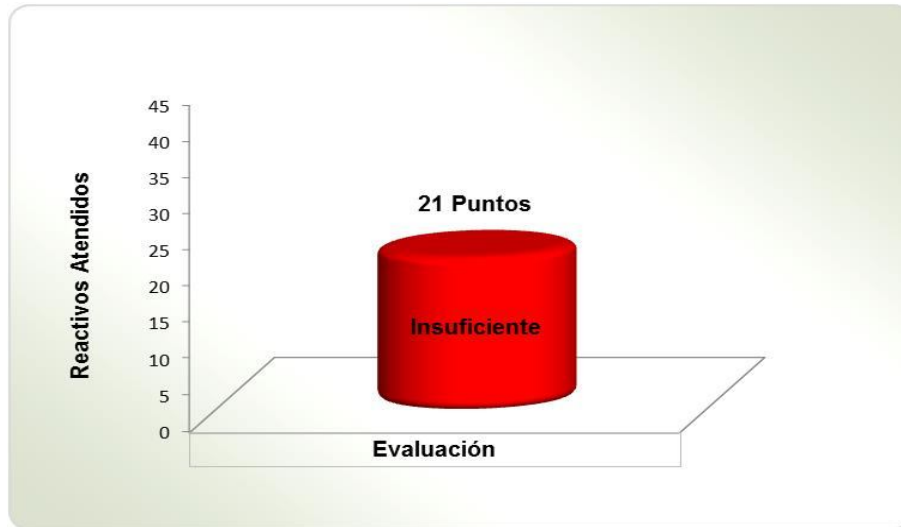 Reactivos Atendidos
45
40
35
30
25
20
15
10
5
0
21 Puntos
Insuficiente
Evaluación